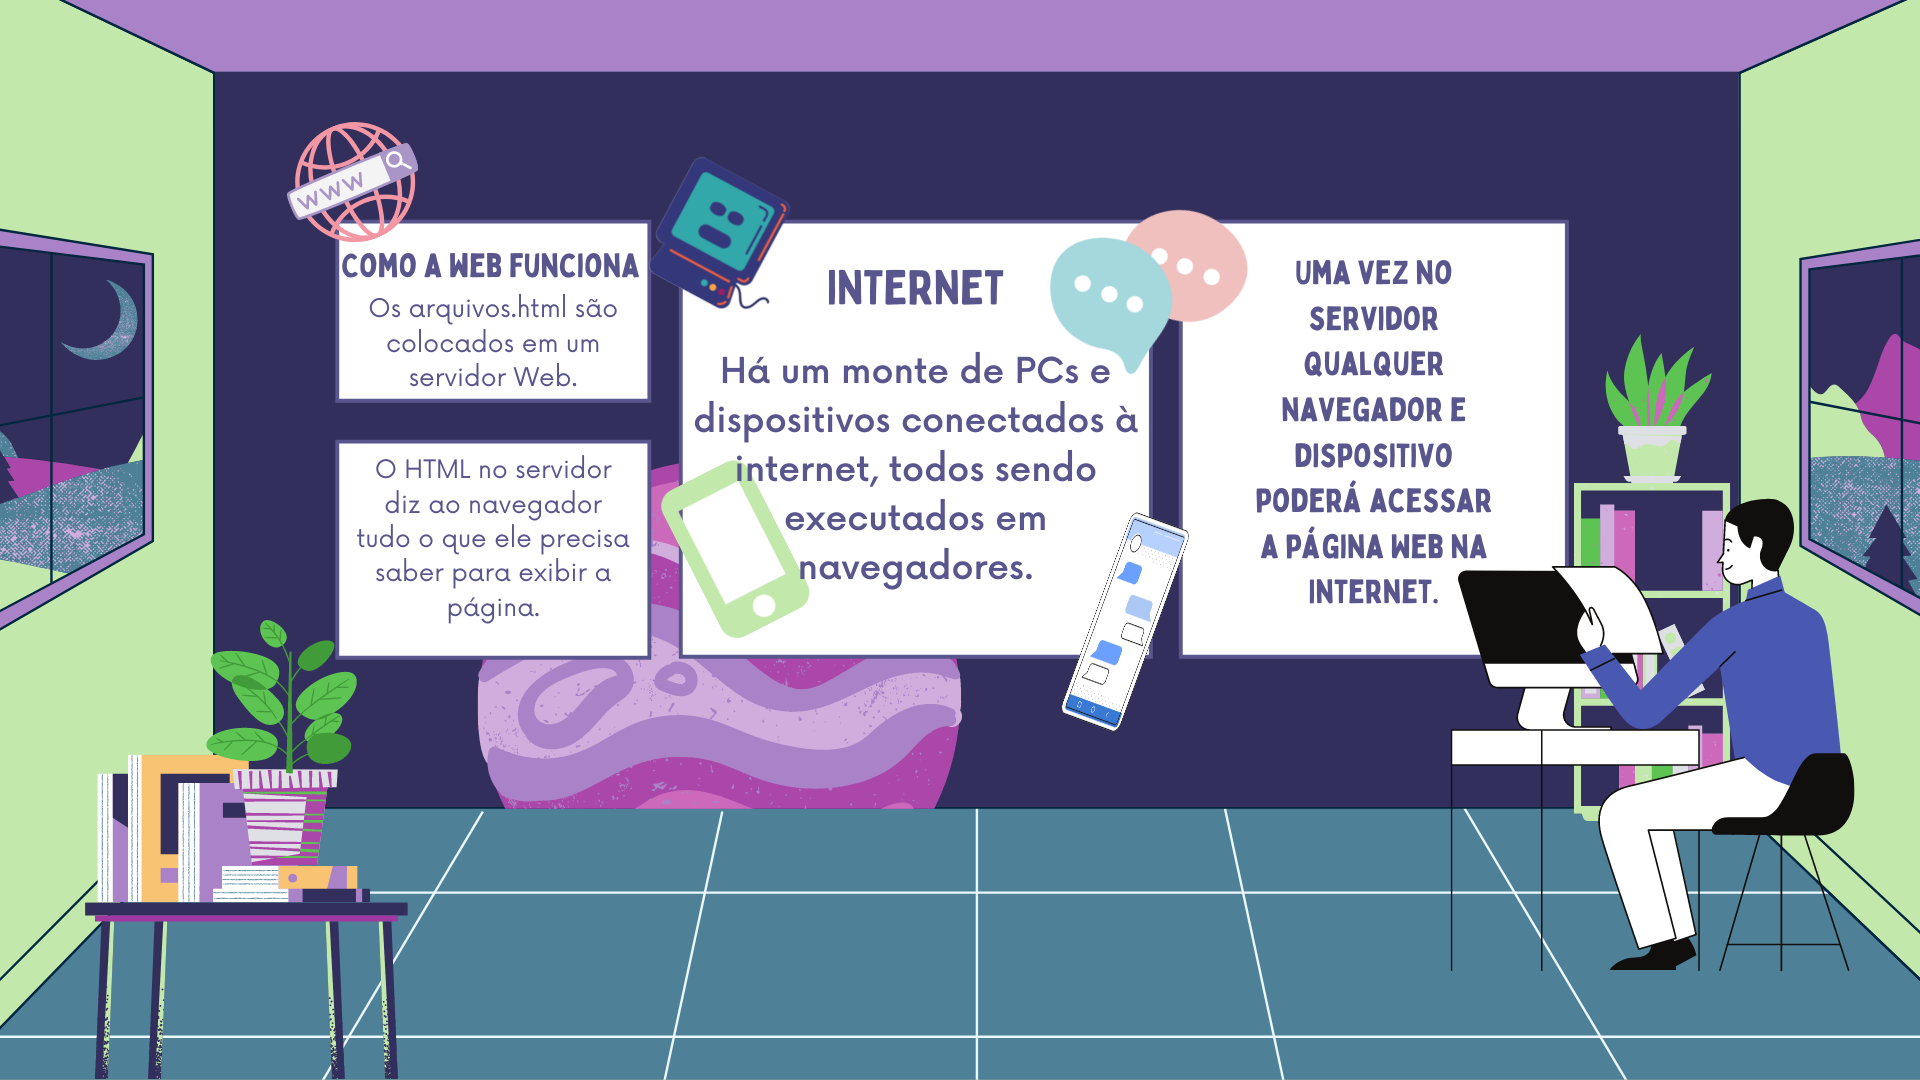 WWW
COMO A WEB FUNCIONA
Os arquivos.html são
colocados em um
servidor Web.
O HTML no servidor
diz ao navegador
tudo o que ele precisa
saber para exibir a
página.
INTERNET
Há um monte de PCs e
dispositivos conectados à
internet, todos sendo
executados em
navegadores.
UMA VEZ NO
SERVIDOR
QUALQUER
NAVEGADOR E
DISPOSITIVO
PODERÁ ACESSAR
A PÁGINA WEB NA
INTERNET.